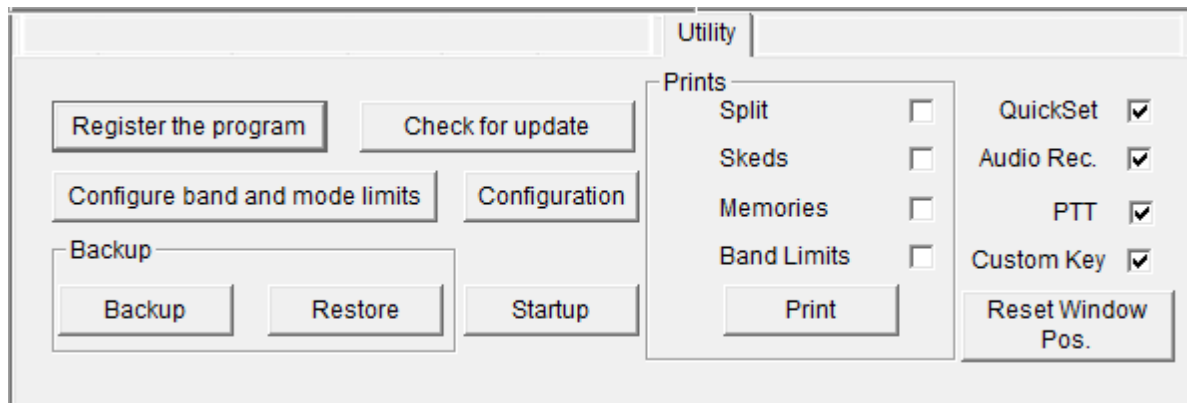 Utility
Register the program
Check for update
Configure band and mode limits
Configuration
Backup
Backup
Restore
Startup
Prints
Split
Skeds
Memories
Band Limits
Print
QuickSet
Audio Rec.
PTT
Custom Key
Reset Window
Pos.